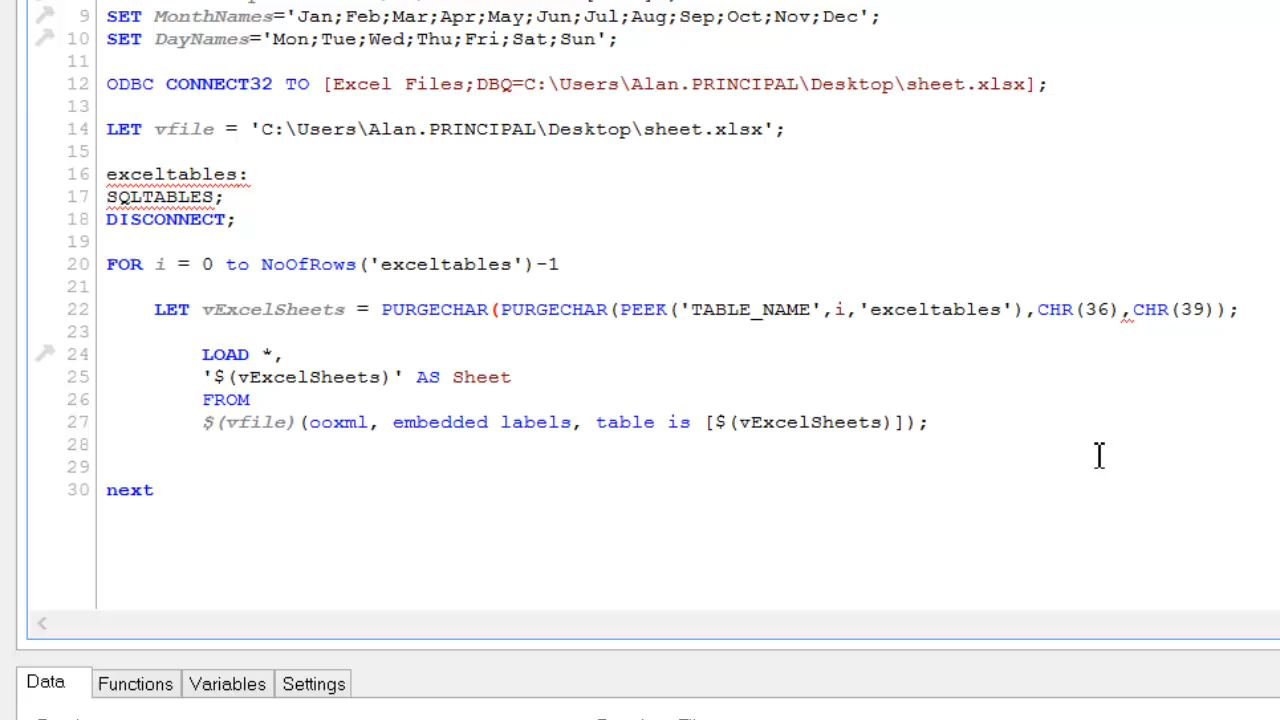 9 SET MonthNames='Jan;Feb;Mar;Apr;May;Jun;Jul;Aug;Sep;Oct;Nov;Dec';
10 SET DayNames='Mon;Tue;Wed;Thu;Fri;Sat;Sun';
11
12 ODBC CONNECT32 TO [Excel Files;DBQ=C:\Users\Alan.PRINCIPAL\Desktop\sheet.xlsx];
13
14 LET vfile = 'C:\Users\Alan.PRINCIPAL\Desktop\sheet.xlsx';
15
16 exceltables:
17 SQLTABLES;
18 DISCONNECT;
19
20 FOR i = 0 to NoOfRows('exceltables')-1
21
22 LET vExcelSheets = PURGECHAR(PURGECHAR(PEEK('TABLE_NAME',i,'exceltables'),CHR(36),CHR(39));
23
24 LOAD *,
25 '$(vExcelSheets)' AS Sheet
26 FROM
27 $(vfile)(ooxml, embedded labels, table is [$(vExcelSheets)]);
28
29
30 next
Data Functions Variables Settings